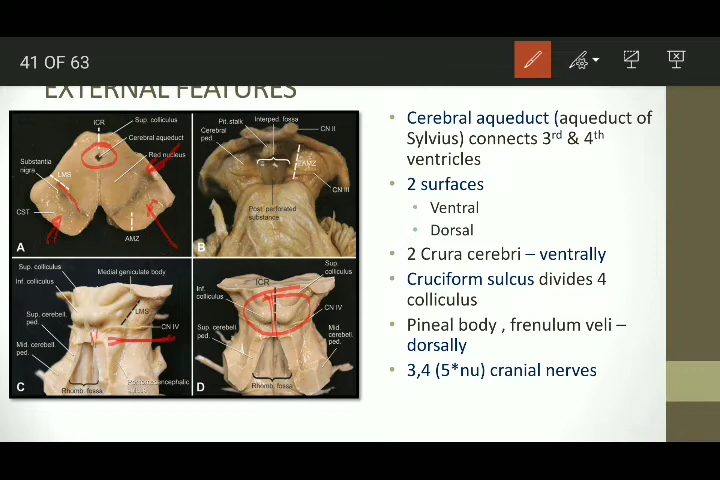 41 OF 63
EXTERNAL FEATURES
ICR
Sup. colliculus
Cerebral aqueduct
Red nucleus
Substantia
nigra
LMS
CST
AMZ
A
Pit. stalk
Interped. fossa
CN II
Cerebral
ped.
AMZ
CN III
Post. perforated
substance
B
Sup. colliculus
Inf. colliculus
Medial geniculate body
LMS
Sup. cerebell.
ped.
CN IV
Mid. cerebell.
ped.
Rhomb. fossa
C
ICR
Sup.
colliculus
Inf.
colliculus
CN IV
Sup. cerebell.
ped.
Mid.
cerebell.
ped.
Rhomb. fossa
D
• Cerebral aqueduct (aqueduct of
Sylvius) connects 3rd & 4th
ventricles
• 2 surfaces
• Ventral
• Dorsal
• 2 Crura cerebri – ventrally
• Cruciform sulcus divides 4
colliculus
• Pineal body , frenulum veli –
dorsally
• 3,4 (5*nu) cranial nerves